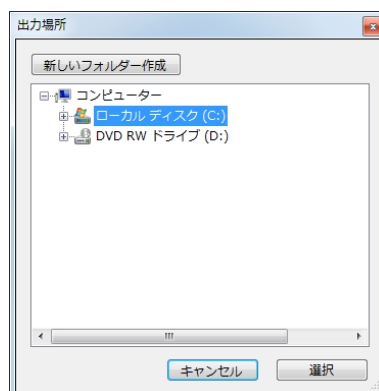 出力場所
新しいフォルダー作成
コンピューター
ローカル ディスク (C:)
DVD RW ドライブ (D:)
キャンセル
選択